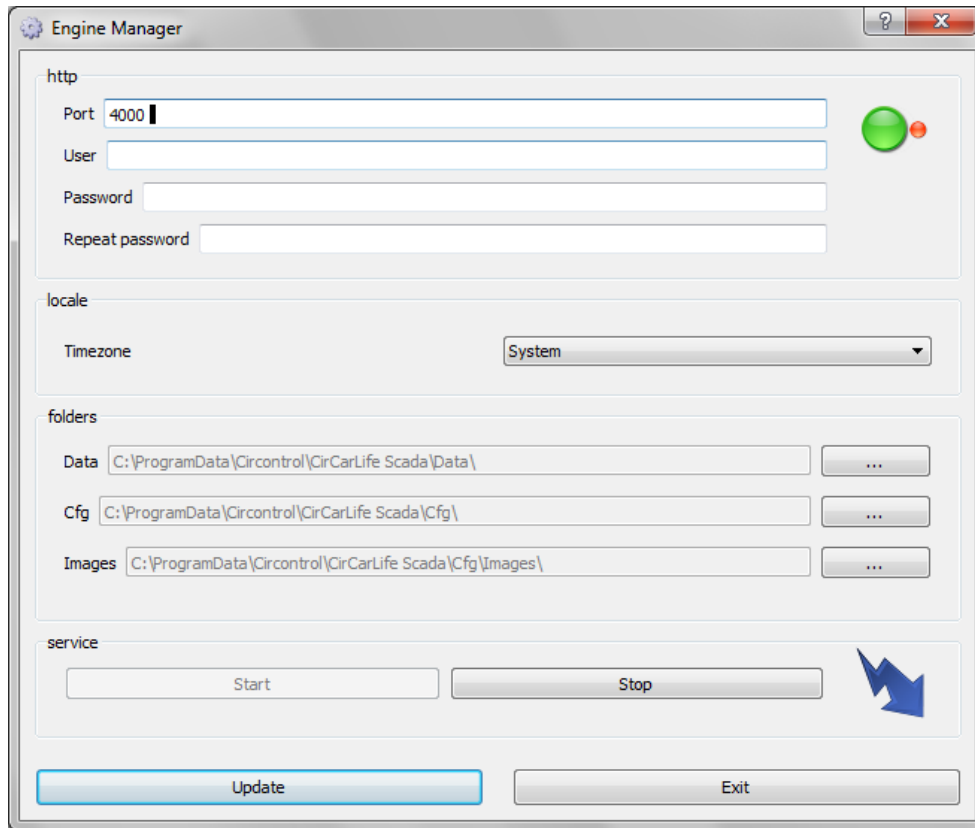 Engine Manager
http
Port 4000
User
Password
Repeat password
locale
Timezone System
folders
Data C:\ProgramData\Circontrol\CirCarLife Scada\Data\ ...
Cfg C:\ProgramData\Circontrol\CirCarLife Scada\Cfg\ ...
Images C:\ProgramData\Circontrol\CirCarLife Scada\Cfg\Images\ ...
service
Start Stop
Update Exit